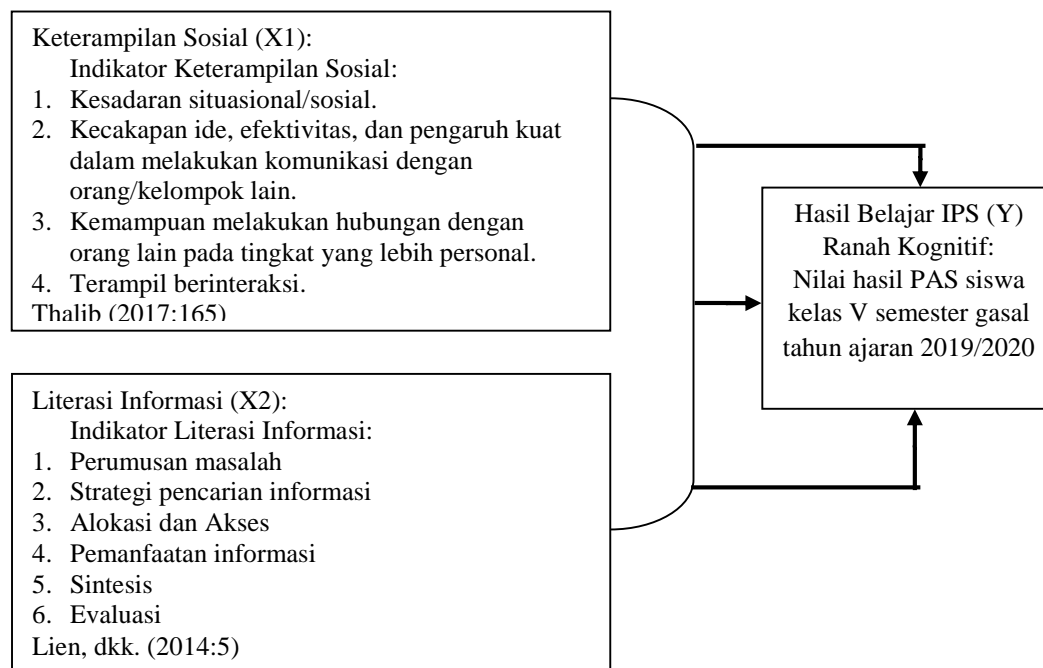 Keterampilan Sosial (X1):
Indikator Keterampilan Sosial:
1. Kesadaran situasional/sosial.
2. Kecakapan ide, efektivitas, dan pengaruh kuat
dalam melakukan komunikasi dengan
orang/kelompok lain.
3. Kemampuan melakukan hubungan dengan
orang lain pada tingkat yang lebih personal.
4. Terampil berinteraksi.
Thalib (2017:165)
Hasil Belajar IPS (Y)
Ranah Kognitif:
Nilai hasil PAS siswa
kelas V semester gasal
tahun ajaran 2019/2020
Literasi Informasi (X2):
Indikator Literasi Informasi:
1. Perumusan masalah
2. Strategi pencarian informasi
3. Alokasi dan Akses
4. Pemanfaatan informasi
5. Sintesis
6. Evaluasi
Lien, dkk. (2014:5)